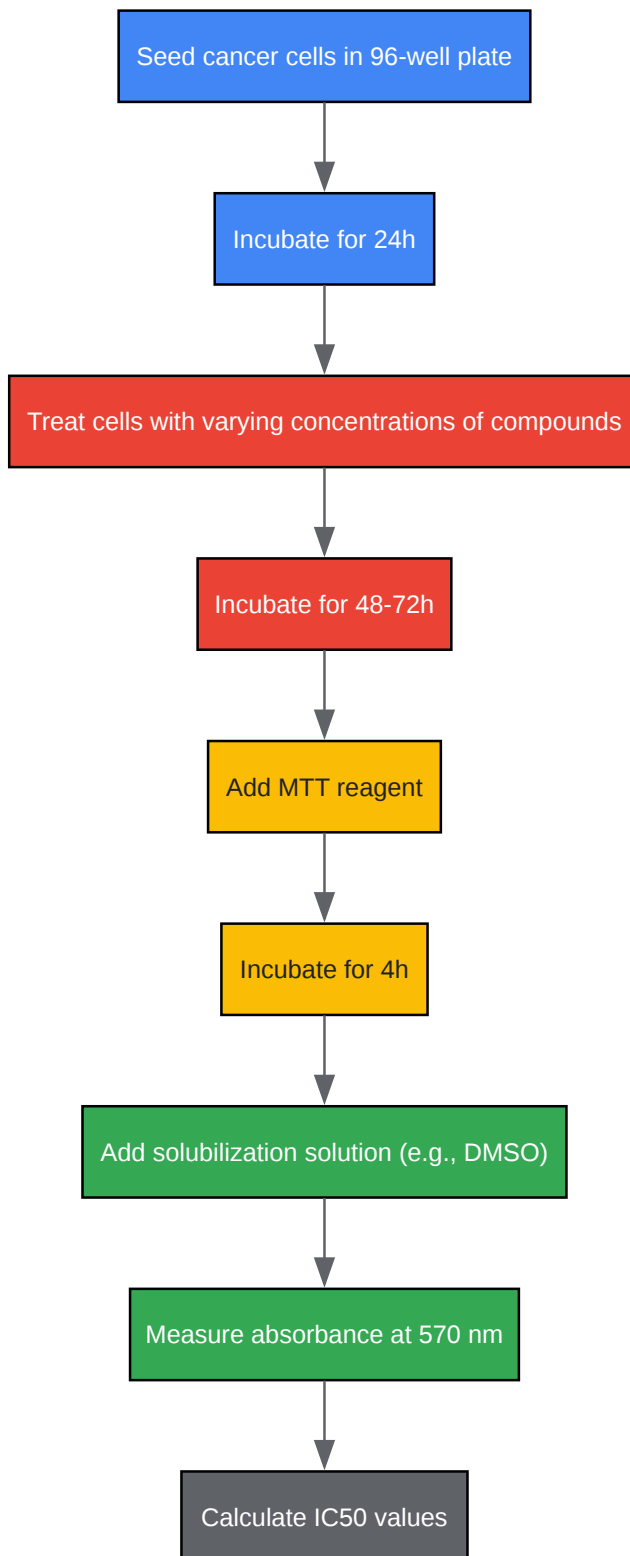 Seed cancer cells in 96-well plate
Incubate for 24h
Treat cells with varying concentrations of compounds
Incubate for 48-72h
Add MTT reagent
Incubate for 4h
Add solubilization solution (e.g., DMSO)
Measure absorbance at 570 nm
Calculate IC50 values